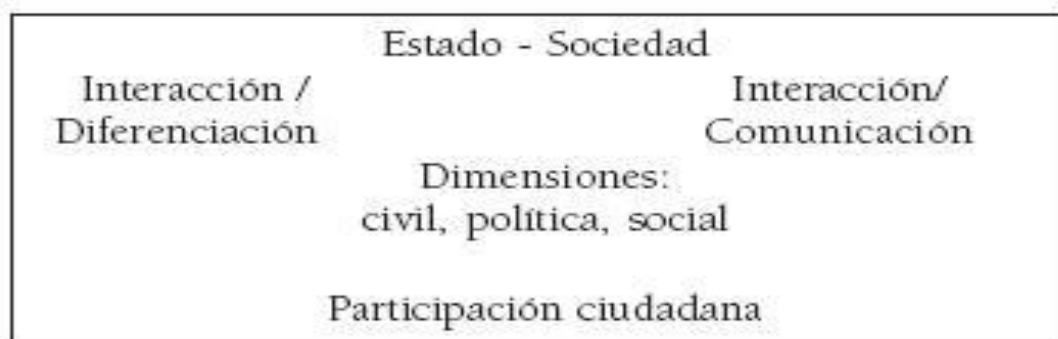 Estado - Sociedad
Interacción / Interacción/
Diferenciación Comunicación
Dimensiones:
civil, política, social
Participación ciudadana